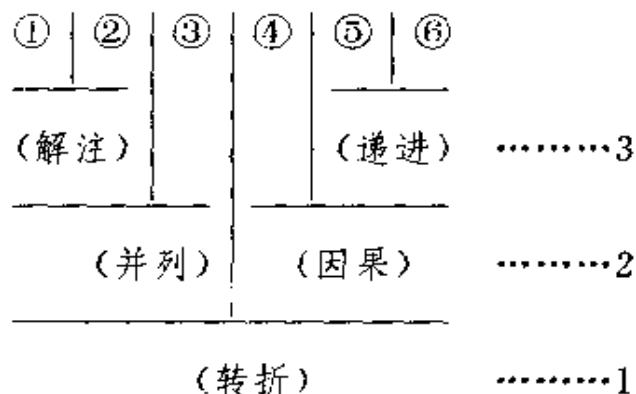 ① ② ③ ④ ⑤ ⑥
(解注) (递进) ………3
(并列) (因果) ………2
(转折) ………1